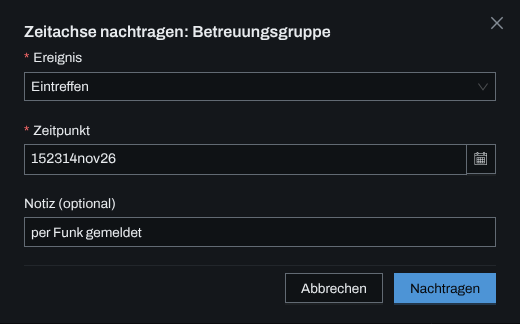 Zeitachse nachtragen: Betreuungsgruppe
* Ereignis
Eintreffen
* Zeitpunkt
152314nov26
Notiz (optional)
per Funk gemeldet
Abbrechen
Nachtragen